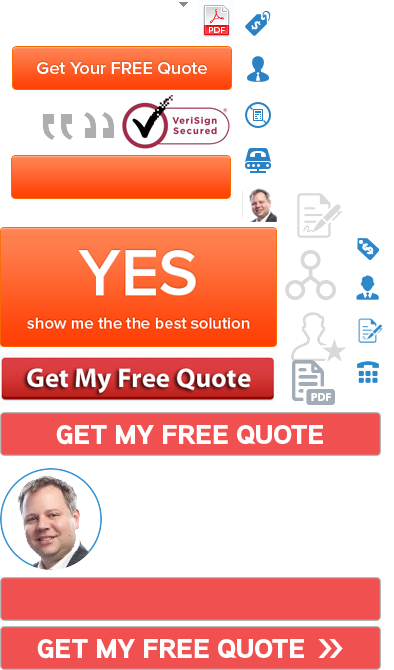 PDF
Get Your FREE Quote
VeriSign
Secured
YES
show me the the best solution
Get My Free Quote
PDF
GET MY FREE QUOTE
GET MY FREE QUOTE